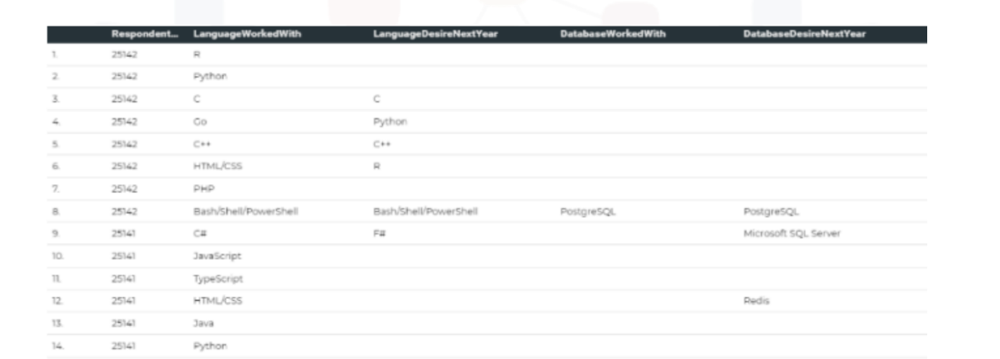 Respondent... LanguageWorkedWith LanguageDesireNextYear DatabaseWorkedWith DatabaseDesireNextYear
1. 25142 R
2. 25142 Python
3. 25142 C C
4. 25142 Go Python
5. 25142 C++ C++
6. 25142 HTML/CSS R
7. 25142 PHP
8. 25142 Bash/Shell/PowerShell Bash/Shell/PowerShell PostgreSQL PostgreSQL
9. 25141 C# F# Microsoft SQL Server
10. 25141 JavaScript
11. 25141 TypeScript
12. 25141 HTML/CSS Redis
13. 25141 Java
14. 25141 Python